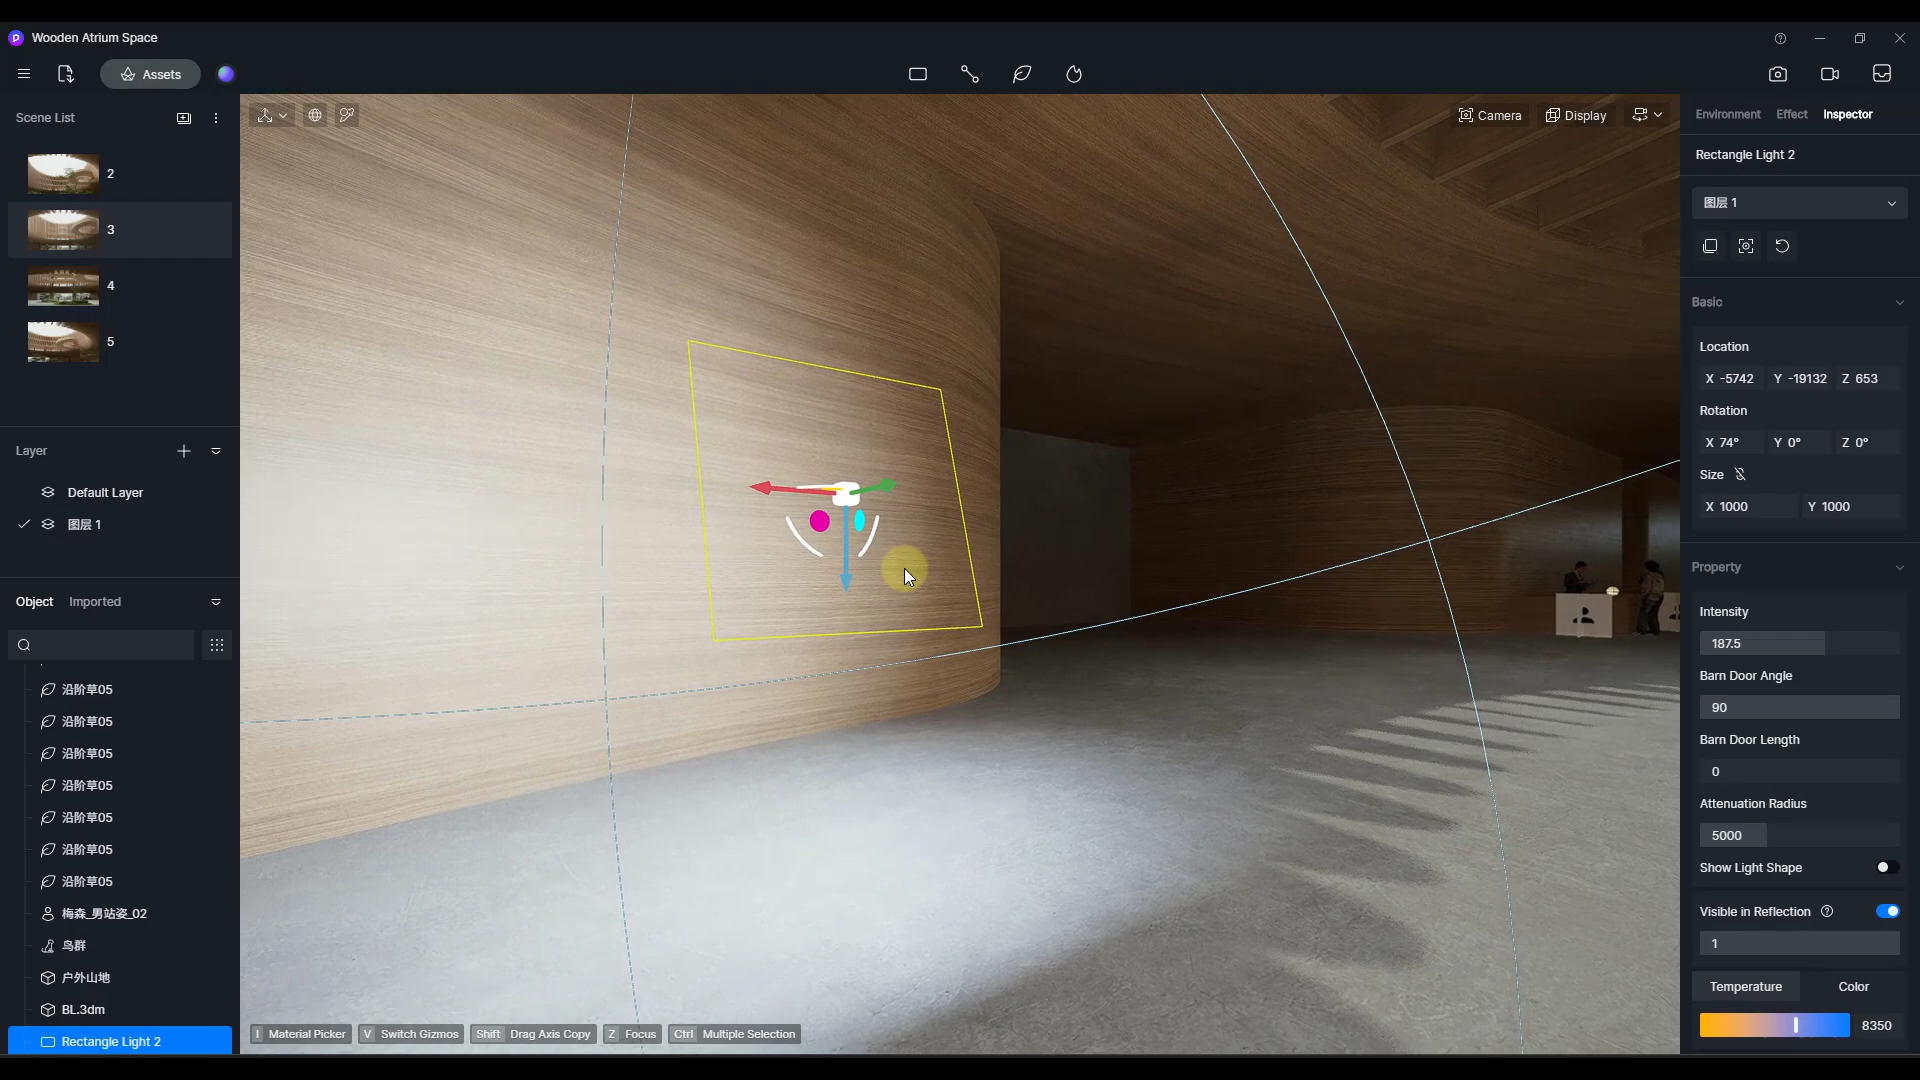 Wooden Atrium Space
Assets
Scene List
2
3
4
5
Layer
Default Layer
图层 1
Object Imported
沿阶草05
沿阶草05
沿阶草05
沿阶草05
沿阶草05
沿阶草05
沿阶草05
梅森_男站姿_02
鸟群
户外山地
BL.3dm
Rectangle Light 2
Camera Display
I Material Picker V Switch Gizmos Shift Drag Axis Copy Z Focus Ctrl Multiple Selection
Environment Effect Inspector
Rectangle Light 2
图层 1
Basic
Location
X -5742 Y -19132 Z 653
Rotation
X 74° Y 0° Z 0°
Size
X 1000 Y 1000
Property
Intensity
187.5
Barn Door Angle
90
Barn Door Length
0
Attenuation Radius
5000
Show Light Shape
Visible in Reflection
1
Temperature Color
8350